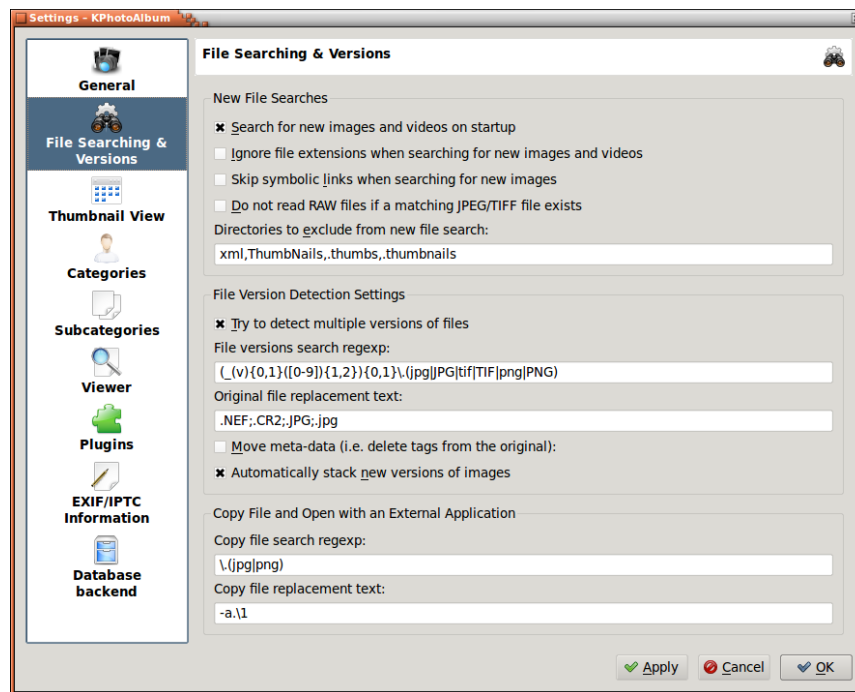 Settings - KPhotoAlbum
General
File Searching &
Versions
Thumbnail View
Categories
Subcategories
Viewer
Plugins
EXIF/IPTC
Information
Database
backend
File Searching & Versions
New File Searches
Search for new images and videos on startup
Ignore file extensions when searching for new images and videos
Skip symbolic links when searching for new images
Do not read RAW files if a matching JPEG/TIFF file exists
Directories to exclude from new file search:
xml,ThumbNails,.thumbs,.thumbnails
File Version Detection Settings
Try to detect multiple versions of files
File versions search regexp:
(_(v){0,1}([0-9]){1,2}){0,1}\.(jpg|JPG|tif|TIF|png|PNG)
Original file replacement text:
.NEF;.CR2;.JPG;.jpg
Move meta-data (i.e. delete tags from the original):
Automatically stack new versions of images
Copy File and Open with an External Application
Copy file search regexp:
\.(jpg|png)
Copy file replacement text:
-a.\1
Apply
Cancel
OK